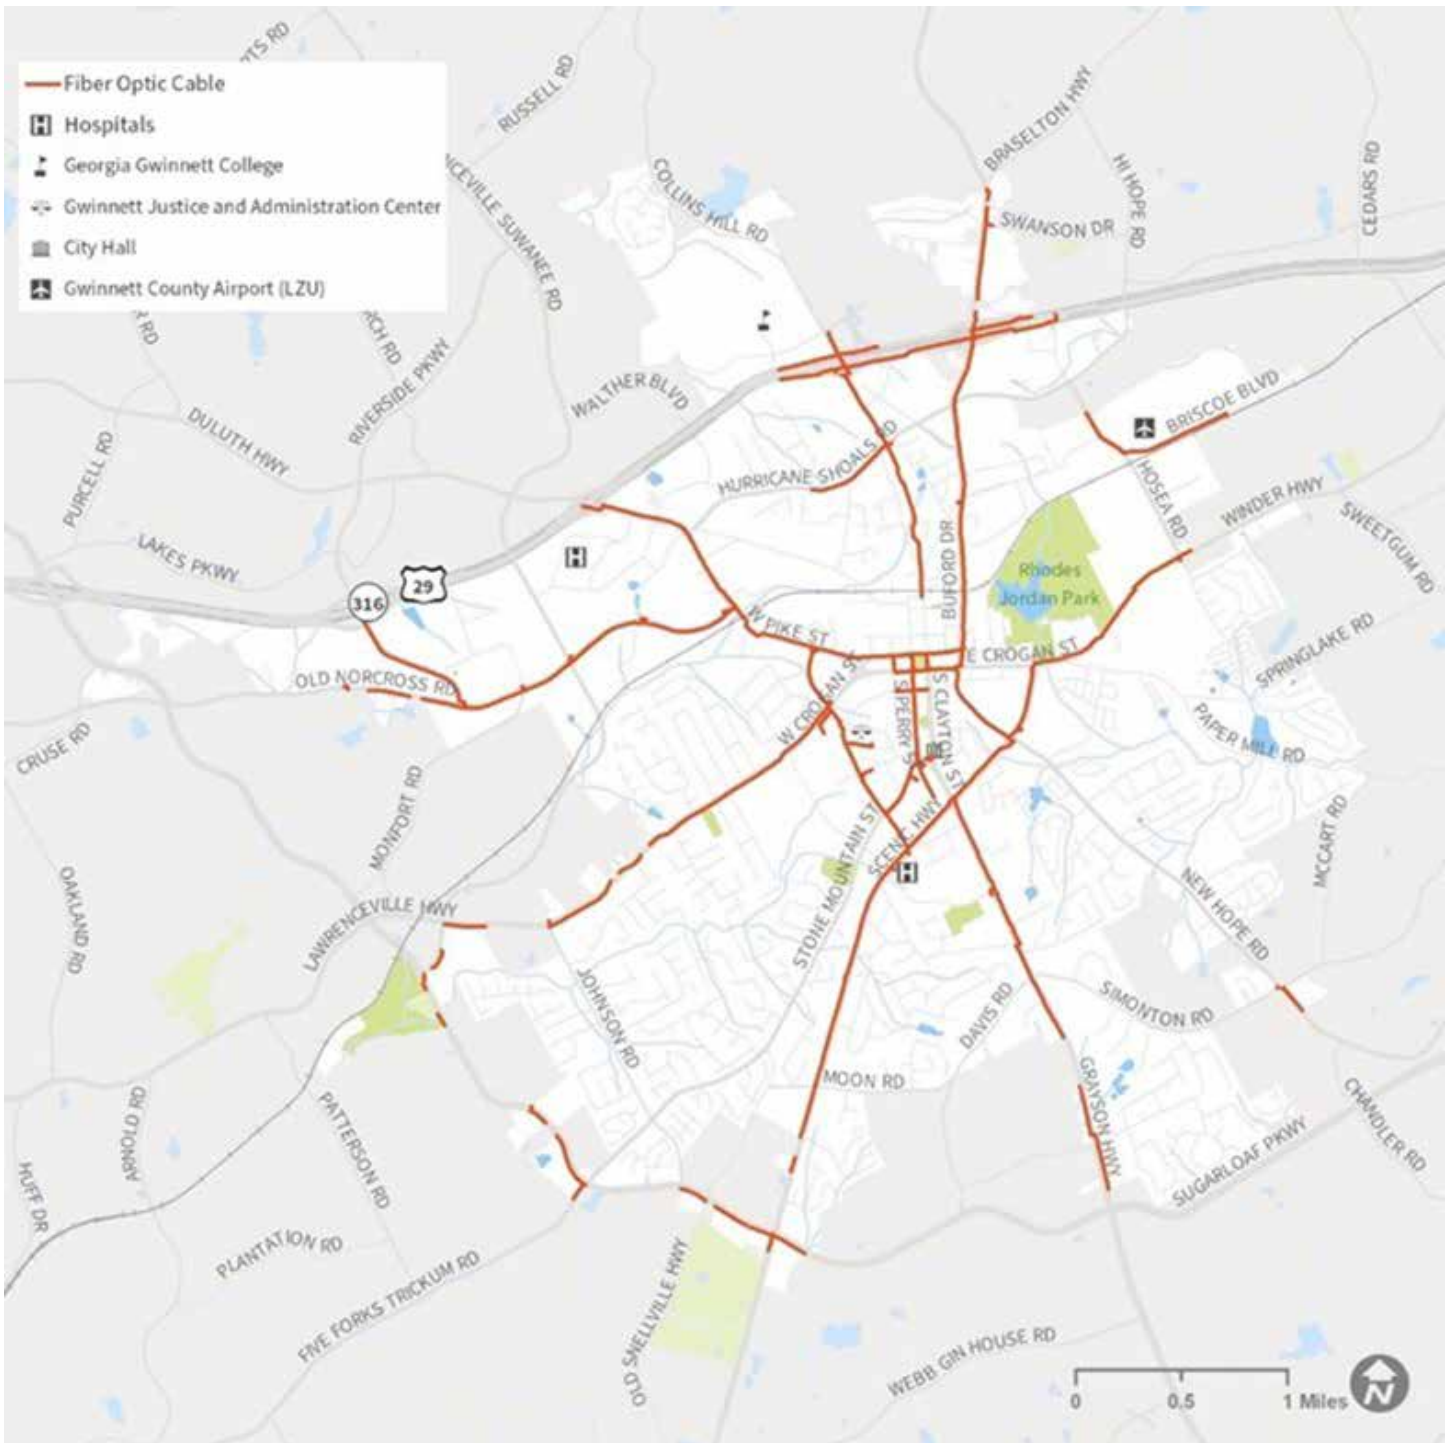 Fiber Optic Cable
Hospitals
Georgia Gwinnett College
Gwinnett Justice and Administration Center
City Hall
Gwinnett County Airport (LZU)
RUSSELL RD
BRASELTON HWY
HI HOPE RD
CEDARS RD
COLLINS HILL RD
SUWANEE RD
SWANSON DR
RIVERSIDE PKWY
WALTHER BLVD
BRISCOE BLVD
DULUTH HWY
PURCELL RD
HURRICANE SHOALS RD
HOSEA RD
WINDER HWY
SWEETGUM RD
LAKES PKWY
H
29
316
BUFORD DR
Rhodes
Jordan Park
W PIKE ST
E CROGAN ST
SPRINGLAKE RD
OLD NORCROSS RD
W CROGAN ST
S PERRY S
S CLAYTON ST
PAPER MILL RD
CRUSE RD
MONFORT RD
STONE MOUNTAIN ST
SCENIC HWY
H
MCCART RD
OAKLAND RD
LAWRENCEVILLE HWY
NEW HOPE RD
JOHNSON RD
DAVIS RD
SIMONTON RD
MOON RD
GRAYSON HWY
CHANDLER RD
ARNOLD RD
PATTERSON RD
SUGARLOAF PKWY
HUFF DR
PLANTATION RD
FIVE FORKS TRICKUM RD
OLD SNELLVILLE HWY
WEBB GIN HOUSE RD
0 0.5 1 Miles
N